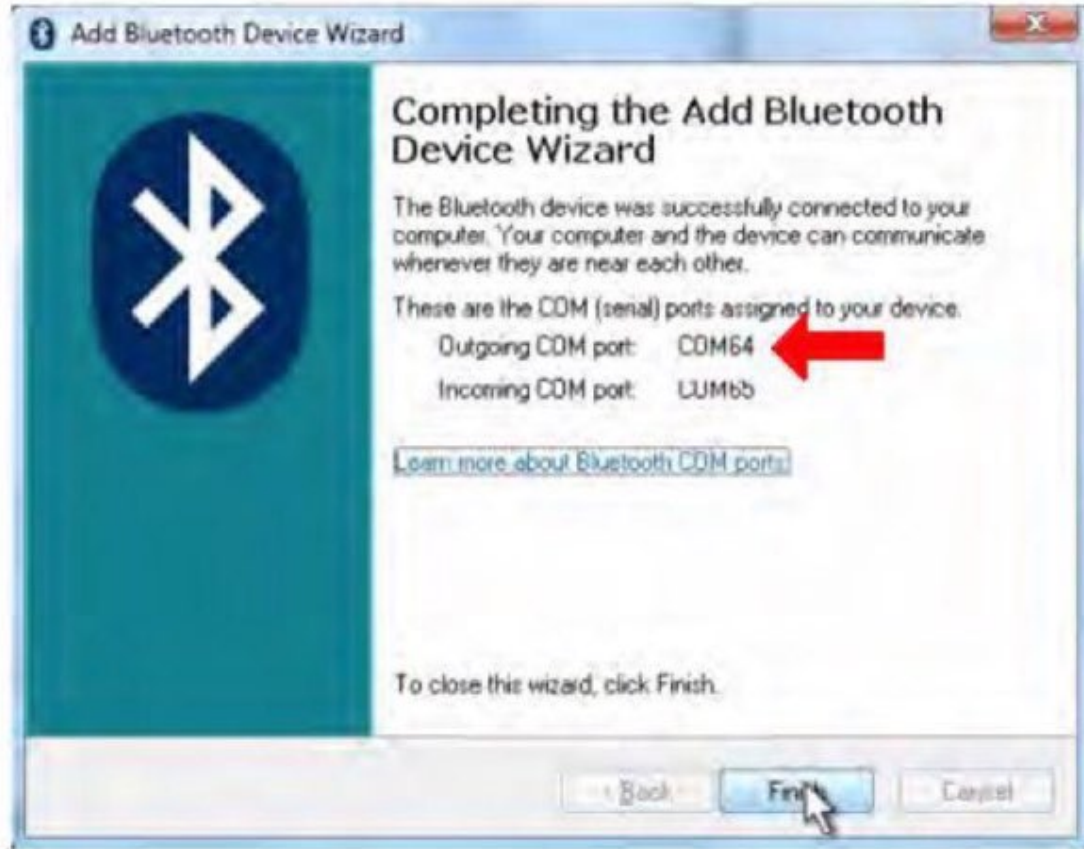 Add Bluetooth Device Wizard
Completing the Add Bluetooth
Device Wizard
The Bluetooth device was successfully connected to your
computer. Your computer and the device can communicate
whenever they are near each other.
These are the COM (serial) ports assigned to your device.
Outgoing COM port: COM64
Incoming COM port: COM65
Learn more about Bluetooth COM ports.
To close this wizard, click Finish.
< Back
Finish
Cancel